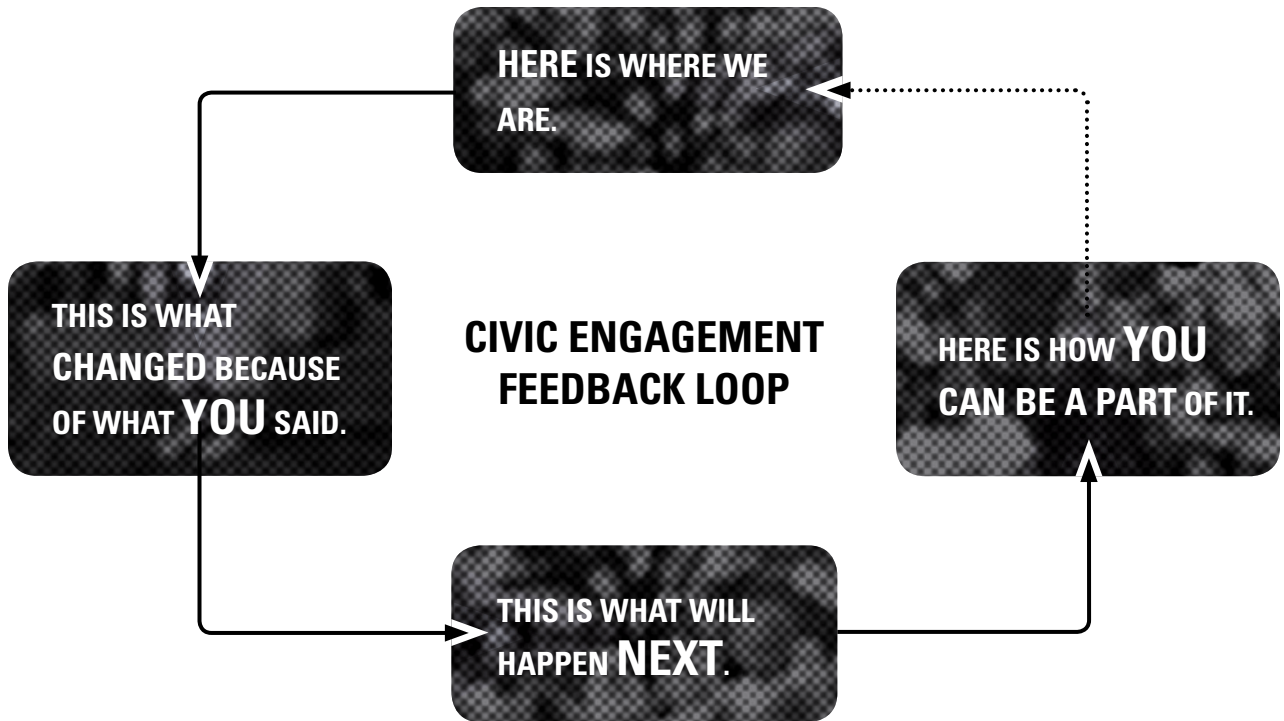 HERE IS WHERE WE
ARE.
THIS IS WHAT
CHANGED BECAUSE
OF WHAT YOU SAID.
CIVIC ENGAGEMENT
FEEDBACK LOOP
HERE IS HOW YOU
CAN BE A PART OF IT.
THIS IS WHAT WILL
HAPPEN NEXT.